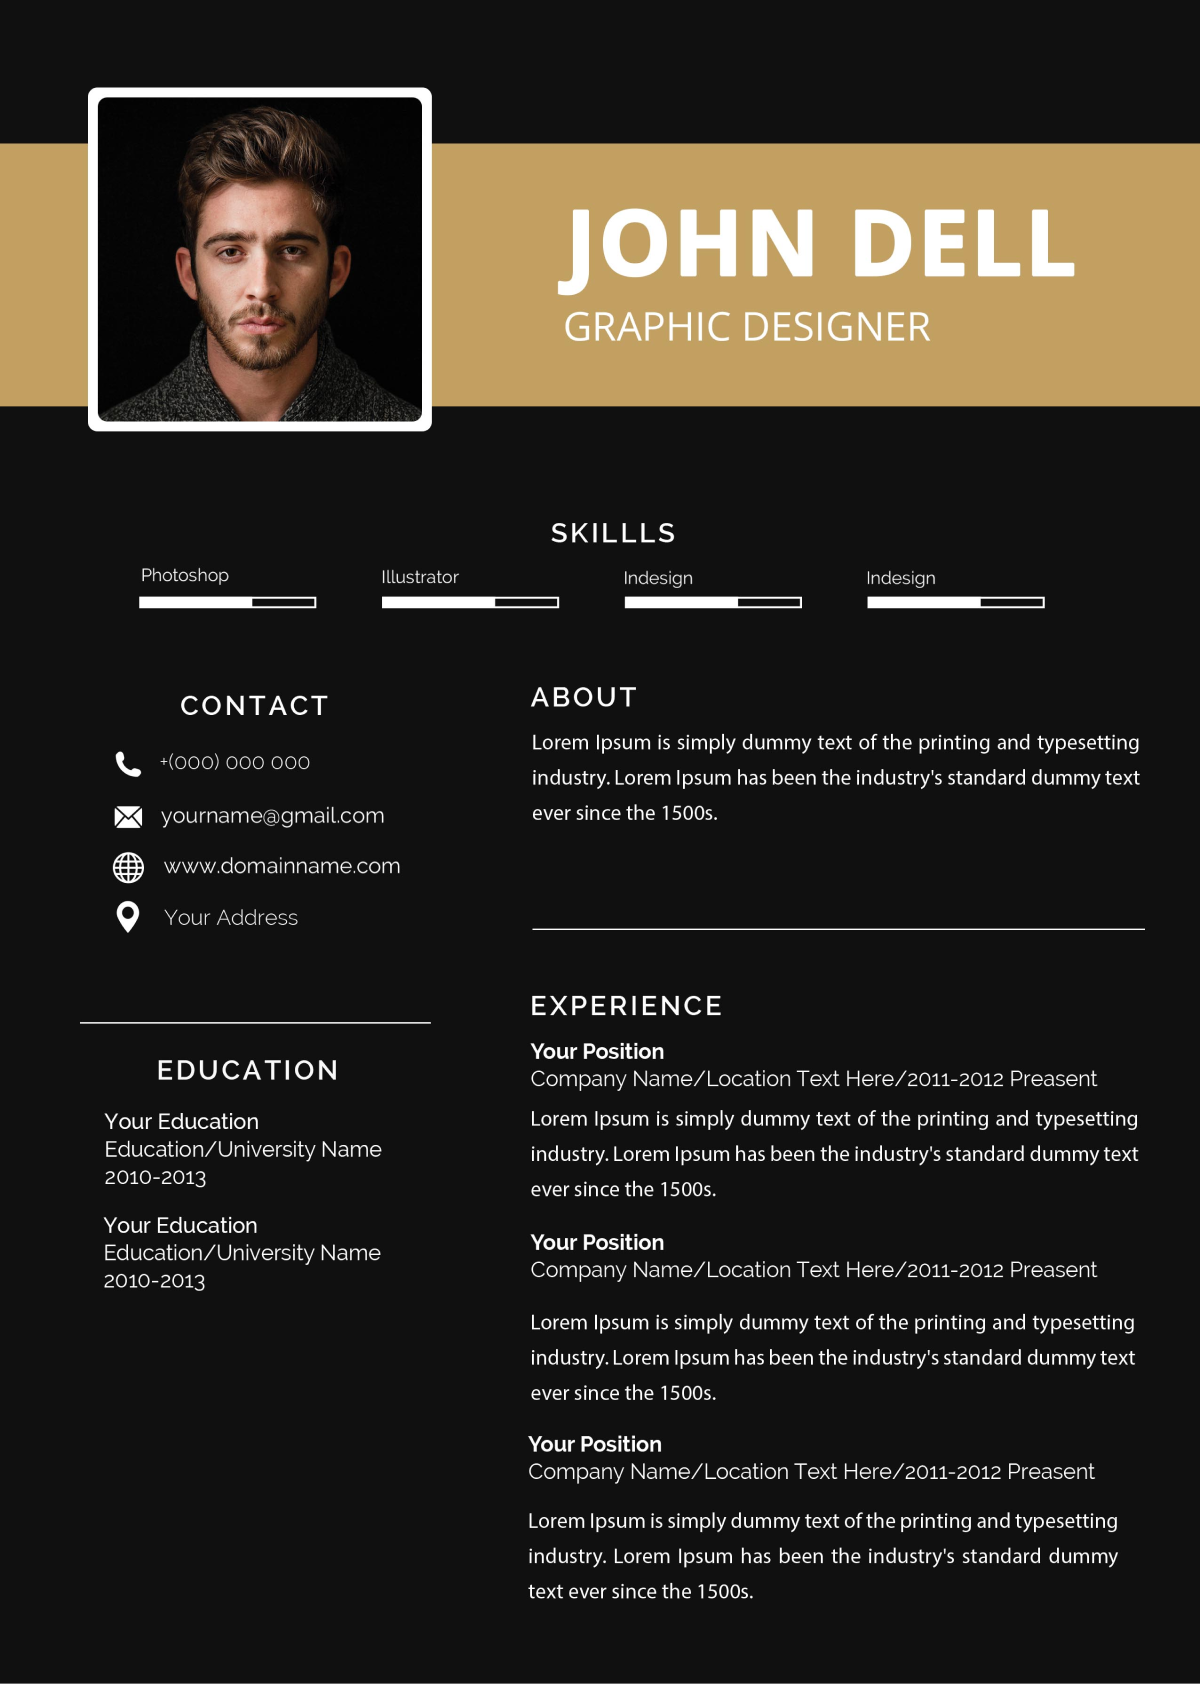 JOHN DELL
GRAPHIC DESIGNER
SKILLLS
Photoshop
Illustrator
Indesign
Indesign
CONTACT
+(000) 000 000
yourname@gmail.com
www.domainname.com
Your Address
EDUCATION
Your Education
Education/University Name
2010-2013
Your Education
Education/University Name
2010-2013
ABOUT
Lorem Ipsum is simply dummy text of the printing and typesetting
industry. Lorem Ipsum has been the industry's standard dummy text
ever since the 1500s.
EXPERIENCE
Your Position
Company Name/Location Text Here/2011-2012 Preasent
Lorem Ipsum is simply dummy text of the printing and typesetting
industry. Lorem Ipsum has been the industry's standard dummy text
ever since the 1500s.
Your Position
Company Name/Location Text Here/2011-2012 Preasent
Lorem Ipsum is simply dummy text of the printing and typesetting
industry. Lorem Ipsum has been the industry's standard dummy text
ever since the 1500s.
Your Position
Company Name/Location Text Here/2011-2012 Preasent
Lorem Ipsum is simply dummy text of the printing and typesetting
industry. Lorem Ipsum has been the industry's standard dummy
text ever since the 1500s.